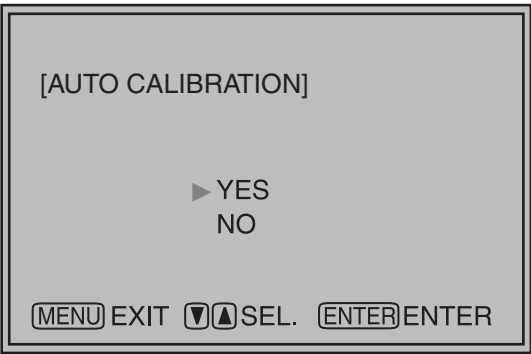 [AUTO CALIBRATION]
▶ YES
NO
MENU EXIT ▼▲ SEL. ENTER ENTER